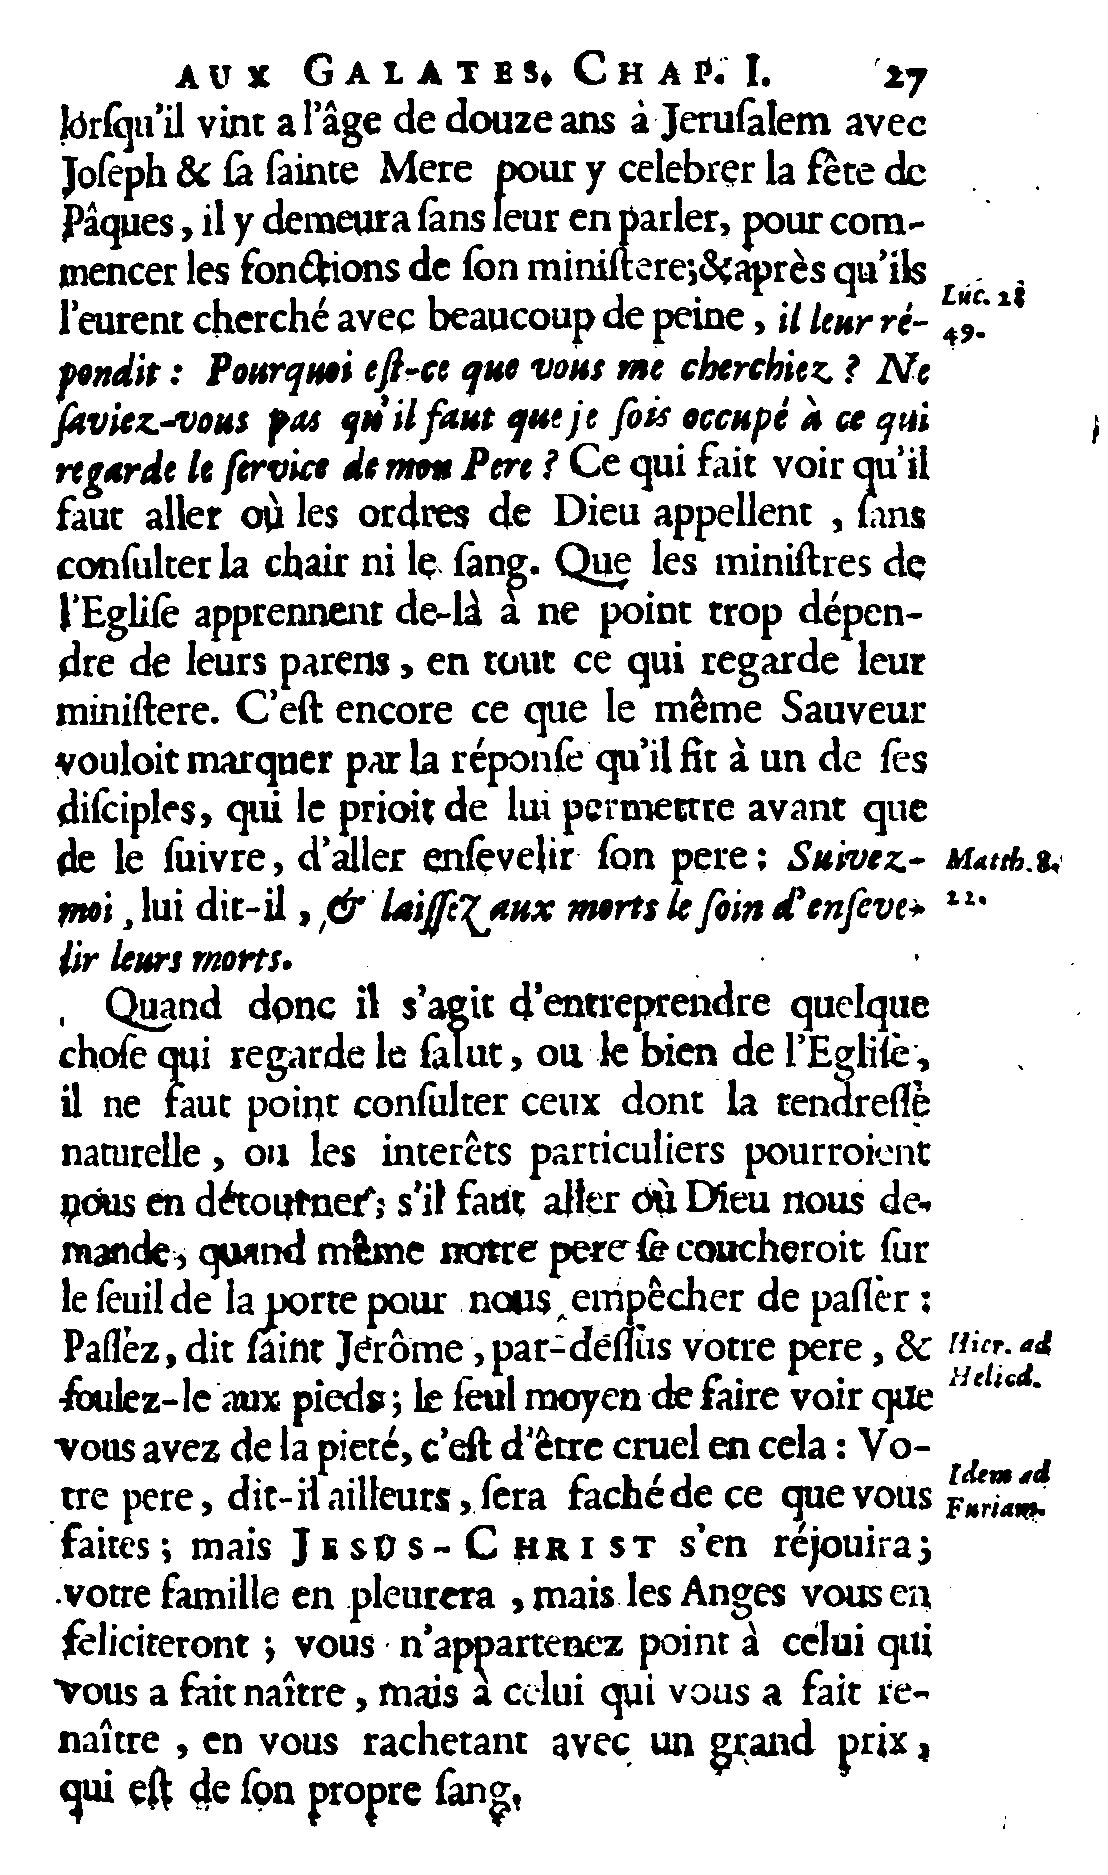 AUX GALATES, CHAP. I. 27
lorſqu'il vint a l'âge de douze ans à Jeruſalem avec
Joſeph & ſa ſainte Mere pour y celebrer la fête de
Pâques, il y demeura ſans leur en parler, pour com-
mencer les fonctions de ſon miniſtere; & après qu'ils
l'eurent cherché avec beaucoup de peine, il leur ré-
Luc. 2:
49.
pondit : Pourquoi eſt-ce que vous me cherchiez ? Ne
ſaviez-vous pas qu'il faut que je ſois occupé à ce qui
regarde le ſervice de mon Pere ? Ce qui fait voir qu'il
faut aller où les ordres de Dieu appellent, ſans
conſulter la chair ni le ſang. Que les miniſtres de
l'Egliſe apprennent de-là à ne point trop dépen-
dre de leurs parens, en tout ce qui regarde leur
miniſtere. C'eſt encore ce que le même Sauveur
vouloit marquer par la réponſe qu'il fit à un de ſes
diſciples, qui le prioit de lui permettre avant que
de le ſuivre, d'aller enſevelir ſon pere : Suivez-
Matth. 8.
22.
moi, lui dit-il, & laiſſez aux morts le ſoin d'enſeve-
lir leurs morts.
Quand donc il s'agit d'entreprendre quelque
choſe qui regarde le ſalut, ou le bien de l'Egliſe,
il ne faut point conſulter ceux dont la tendreſſe
naturelle, ou les interêts particuliers pourroient
nous en détourner; s'il faut aller où Dieu nous de-
mande, quand même notre pere ſe coucheroit ſur
le ſeuil de la porte pour nous empêcher de paſſer :
Paſſez, dit ſaint Jerôme, par-deſſus votre pere, &
Hier. ad
Heliod.
foulez-le aux pieds; le ſeul moyen de faire voir que
vous avez de la pieté, c'eſt d'être cruel en cela : Vo-
tre pere, dit-il ailleurs, ſera faché de ce que vous
Idem ad
Furiam.
faites; mais JESUS-CHRIST s'en réjouira;
votre famille en pleurera, mais les Anges vous en
feliciteront; vous n'appartenez point à celui qui
vous a fait naître, mais à celui qui vous a fait re-
naître, en vous rachetant avec un grand prix,
qui eſt de ſon propre ſang,